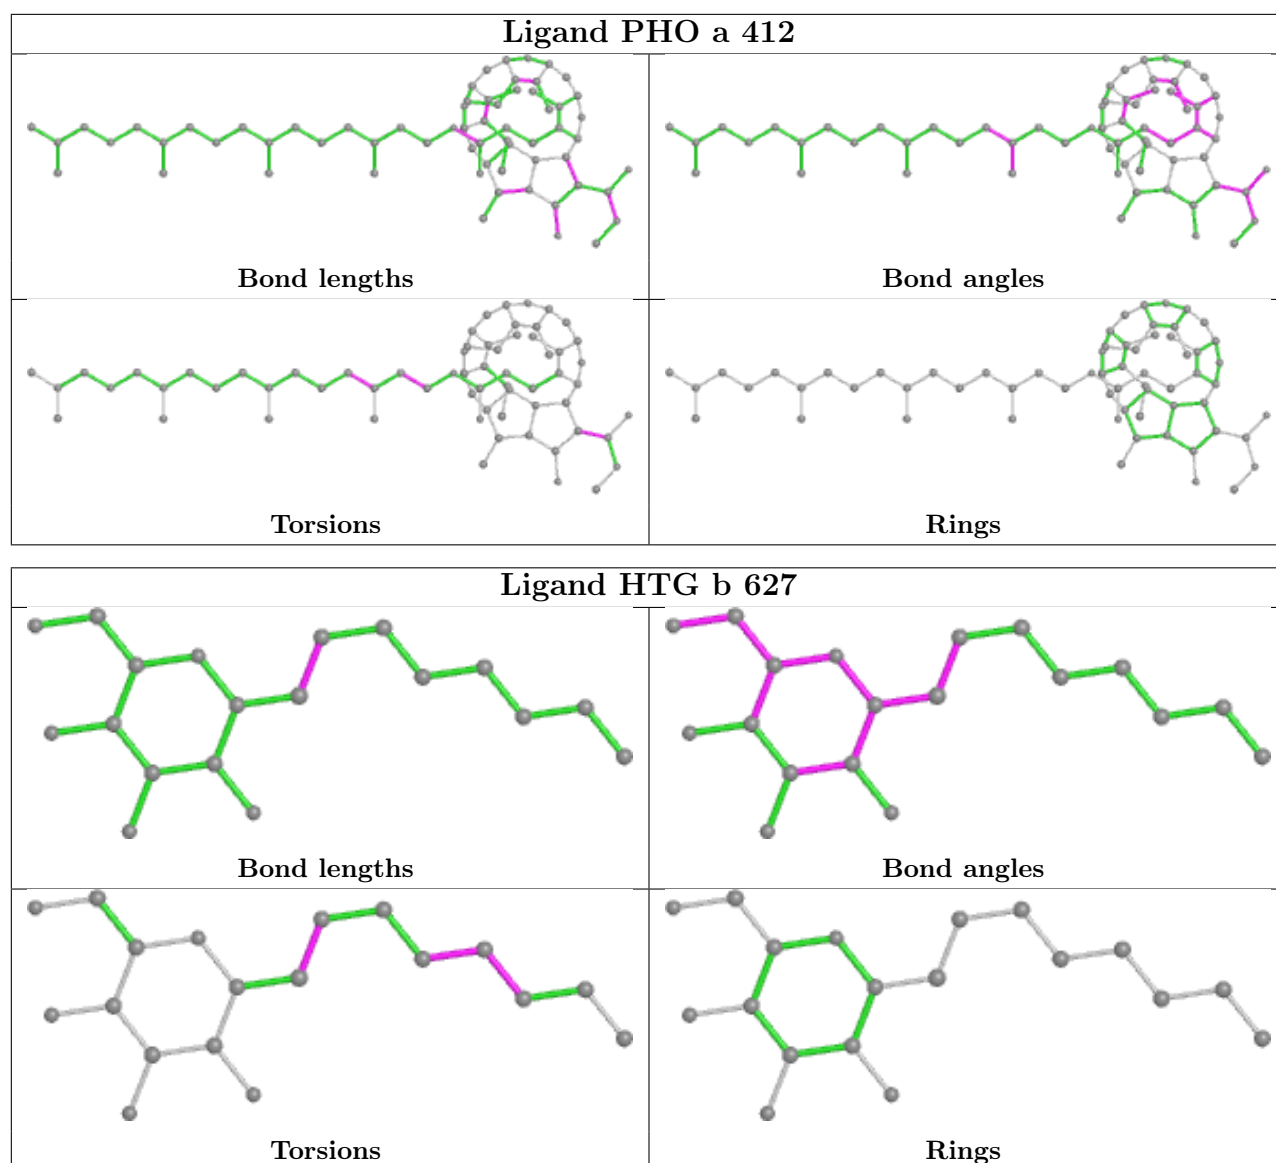 Ligand PHO a 412
Bond lengths
Bond angles
Torsions
Rings
Ligand HTG b 627
Bond lengths
Bond angles
Torsions
Rings